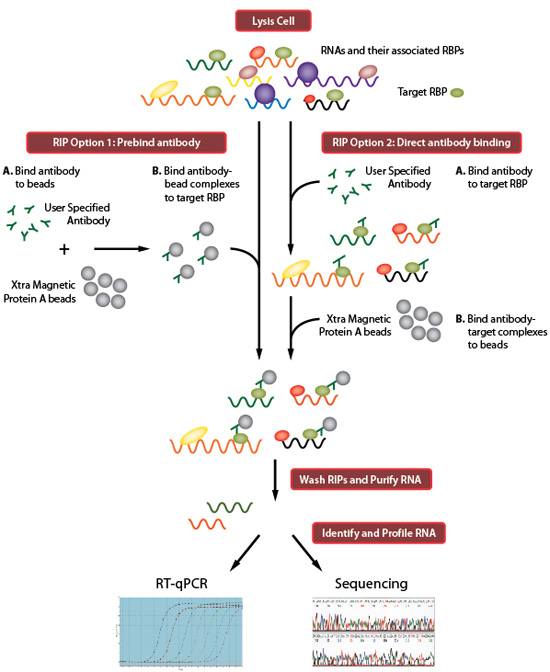 Lysis Cell
RNAs and their associated RBPs
Target RBP
RIP Option 1: Prebind antibody
A. Bind antibody
to beads
User Specified
Antibody
+
Xtra Magnetic
Protein A beads
B. Bind antibody-
bead complexes
to target RBP
RIP Option 2: Direct antibody binding
User Specified
Antibody
A. Bind antibody
to target RBP
Xtra Magnetic
Protein A beads
B. Bind antibody-
target complexes
to beads
Wash RIPs and Purify RNA
Identify and Profile RNA
RT-qPCR
Sequencing